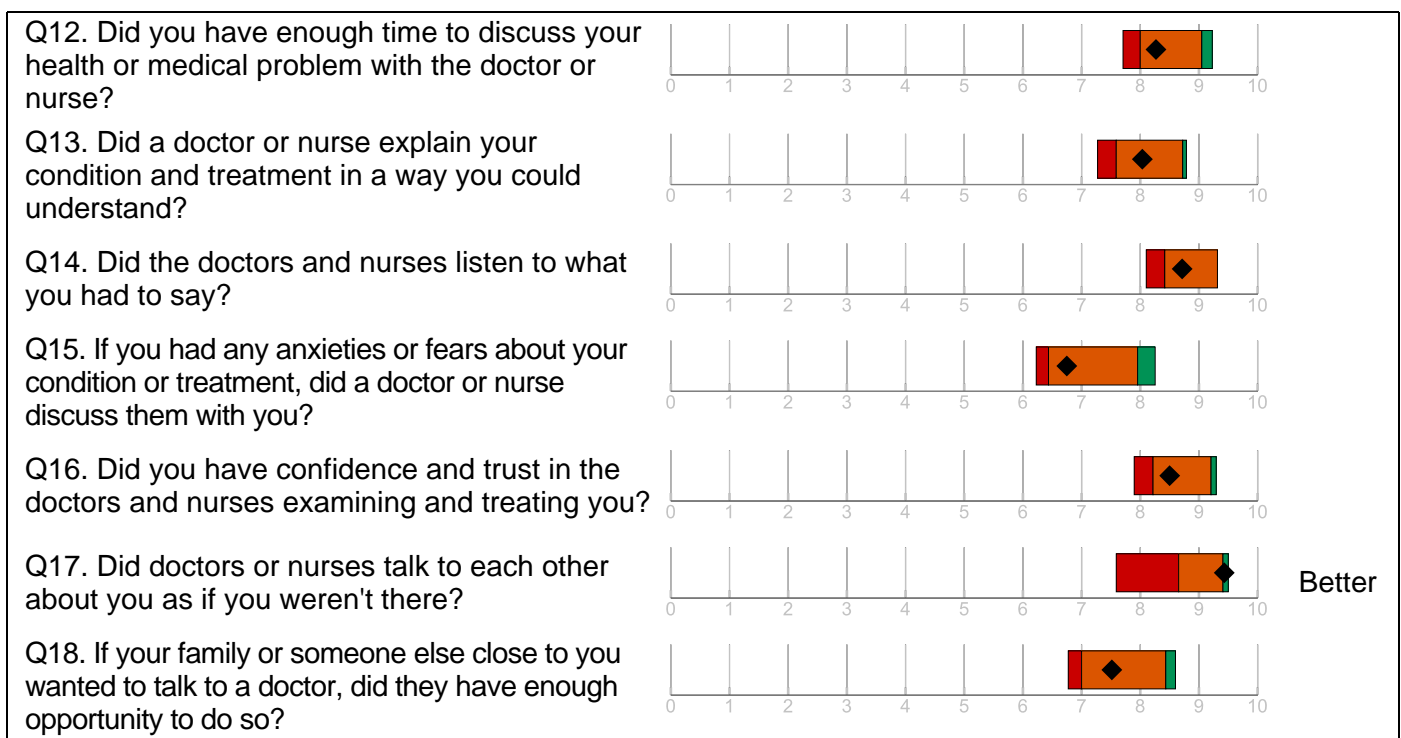 Q12. Did you have enough time to discuss your
health or medical problem with the doctor or
nurse?
0 1 2 3 4 5 6 7 8 9 10
Q13. Did a doctor or nurse explain your
condition and treatment in a way you could
understand?
0 1 2 3 4 5 6 7 8 9 10
Q14. Did the doctors and nurses listen to what
you had to say?
0 1 2 3 4 5 6 7 8 9 10
Q15. If you had any anxieties or fears about your
condition or treatment, did a doctor or nurse
discuss them with you?
0 1 2 3 4 5 6 7 8 9 10
Q16. Did you have confidence and trust in the
doctors and nurses examining and treating you?
0 1 2 3 4 5 6 7 8 9 10
Q17. Did doctors or nurses talk to each other
about you as if you weren't there?
0 1 2 3 4 5 6 7 8 9 10
Better
Q18. If your family or someone else close to you
wanted to talk to a doctor, did they have enough
opportunity to do so?
0 1 2 3 4 5 6 7 8 9 10